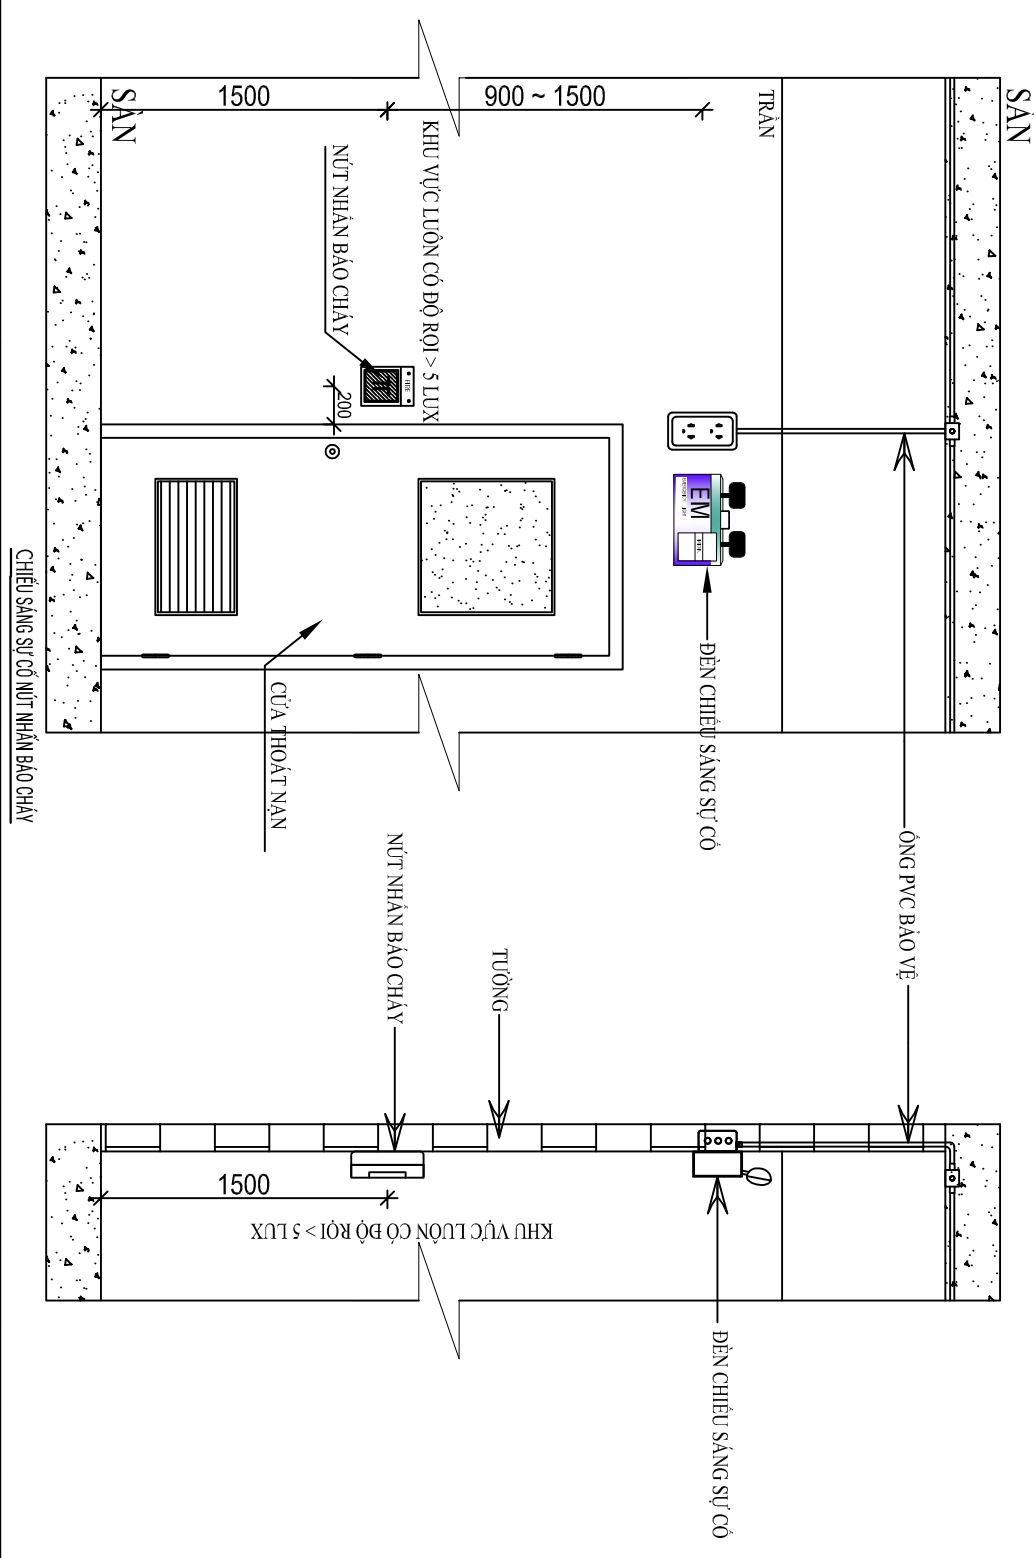 SÀN
TRẦN
900 ~ 1500
1500
SÀN
KHU VỰC LUÔN CÓ ĐỘ RỌI > 5 LUX
NÚT NHẤN BÁO CHÁY
FIRE
200
EM
ĐÈN CHIẾU SÁNG SỰ CỐ
CỬA THOÁT NẠN
ỐNG PVC BẢO VỆ
TƯỜNG
NÚT NHẤN BÁO CHÁY
1500
KHU VỰC LUÔN CÓ ĐỘ RỌI > 5 LUX
ĐÈN CHIẾU SÁNG SỰ CỐ
CHIẾU SÁNG SỰ CỐ NÚT NHẤN BÁO CHÁY